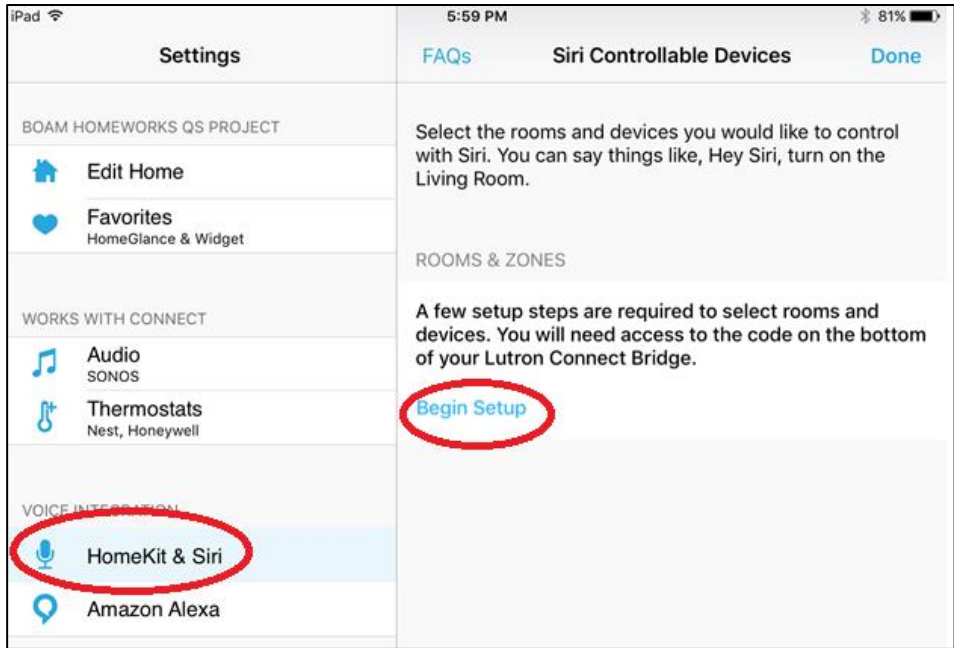 iPad 5:59 PM 81%
Settings
FAQs Siri Controllable Devices Done
BOAM HOMEWORKS QS PROJECT
Edit Home
Favorites
HomeGlance & Widget
WORKS WITH CONNECT
Audio
SONOS
Thermostats
Nest, Honeywell
VOICE INTEGRATION
HomeKit & Siri
Amazon Alexa
Select the rooms and devices you would like to control
with Siri. You can say things like, Hey Siri, turn on the
Living Room.
ROOMS & ZONES
A few setup steps are required to select rooms and
devices. You will need access to the code on the bottom
of your Lutron Connect Bridge.
Begin Setup